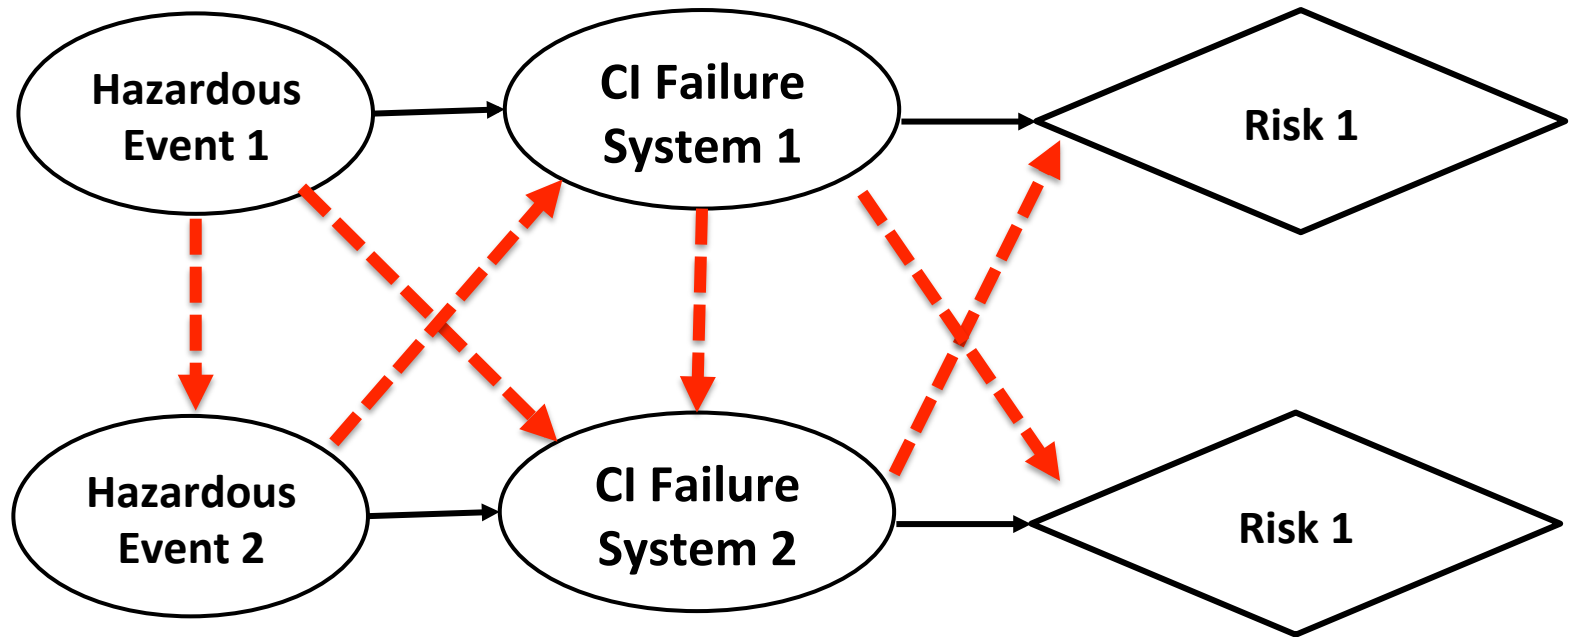 Hazardous
Event 1
CI Failure
System 1
Risk 1
Hazardous
Event 2
CI Failure
System 2
Risk 1